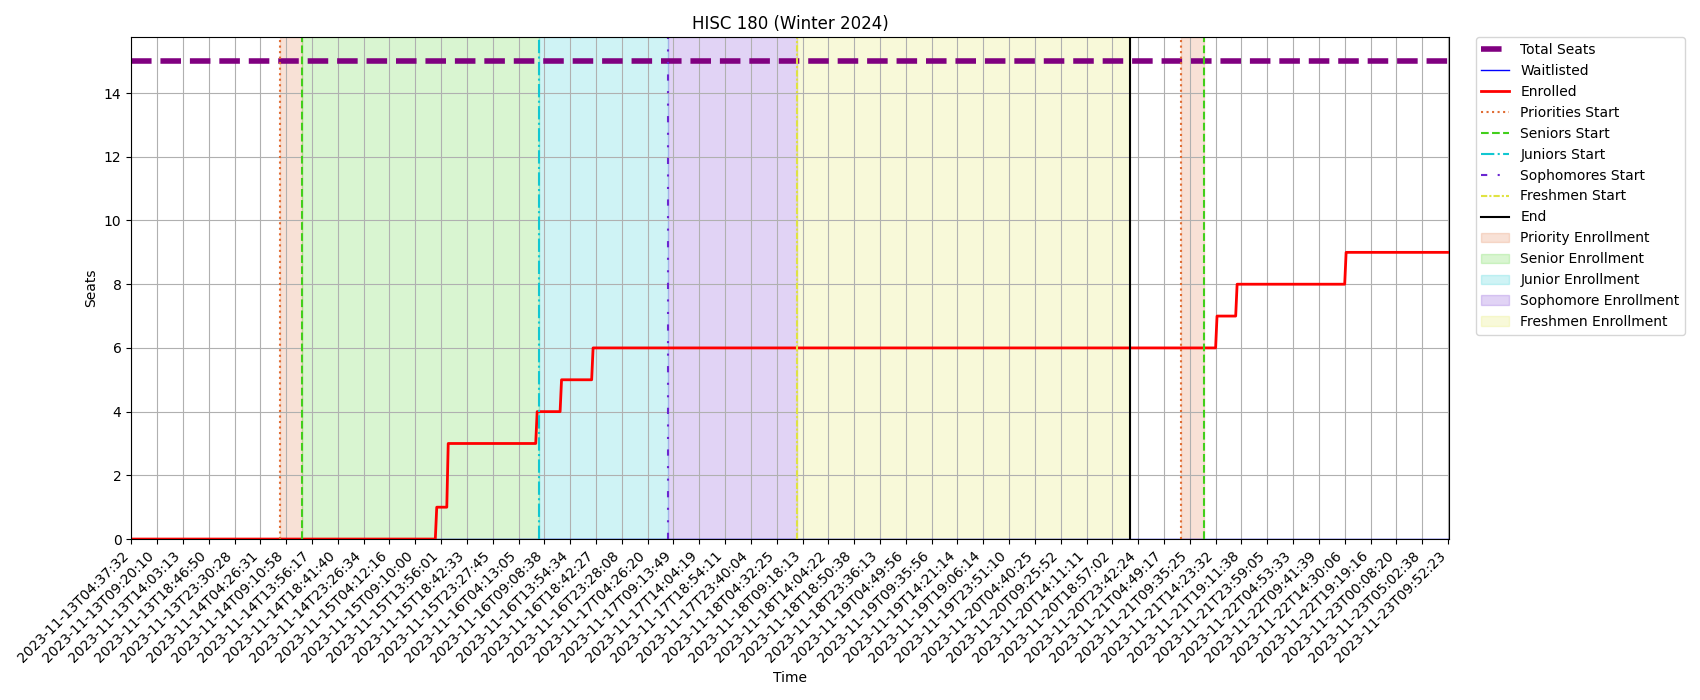 HISC 180 (Winter 2024)
Seats
14
12
10
8
6
4
2
0
2023-11-13T04:37:32
2023-11-13T09:20:10
2023-11-13T14:03:13
2023-11-13T18:46:50
2023-11-13T23:30:28
2023-11-14T04:26:31
2023-11-14T09:10:58
2023-11-14T13:56:17
2023-11-14T18:41:40
2023-11-14T23:26:34
2023-11-15T04:12:16
2023-11-15T09:10:00
2023-11-15T13:56:01
2023-11-15T18:42:33
2023-11-15T23:27:45
2023-11-16T04:13:05
2023-11-16T09:08:38
2023-11-16T13:54:34
2023-11-16T18:42:27
2023-11-16T23:28:08
2023-11-17T04:26:20
2023-11-17T09:13:49
2023-11-17T14:04:19
2023-11-17T18:54:11
2023-11-17T23:40:04
2023-11-18T04:32:25
2023-11-18T09:18:13
2023-11-18T14:04:22
2023-11-18T18:50:38
2023-11-18T23:36:13
2023-11-19T04:49:56
2023-11-19T09:35:56
2023-11-19T14:21:14
2023-11-19T19:06:14
2023-11-19T23:51:10
2023-11-20T04:40:25
2023-11-20T09:25:52
2023-11-20T14:11:11
2023-11-20T18:57:02
2023-11-20T23:42:24
2023-11-21T04:49:17
2023-11-21T09:35:25
2023-11-21T14:23:32
2023-11-21T19:11:38
2023-11-21T23:59:05
2023-11-22T04:53:33
2023-11-22T09:41:39
2023-11-22T14:30:06
2023-11-22T19:19:16
2023-11-23T00:08:20
2023-11-23T05:02:38
2023-11-23T09:52:23
Time
Total Seats
Waitlisted
Enrolled
Priorities Start
Seniors Start
Juniors Start
Sophomores Start
Freshmen Start
End
Priority Enrollment
Senior Enrollment
Junior Enrollment
Sophomore Enrollment
Freshmen Enrollment